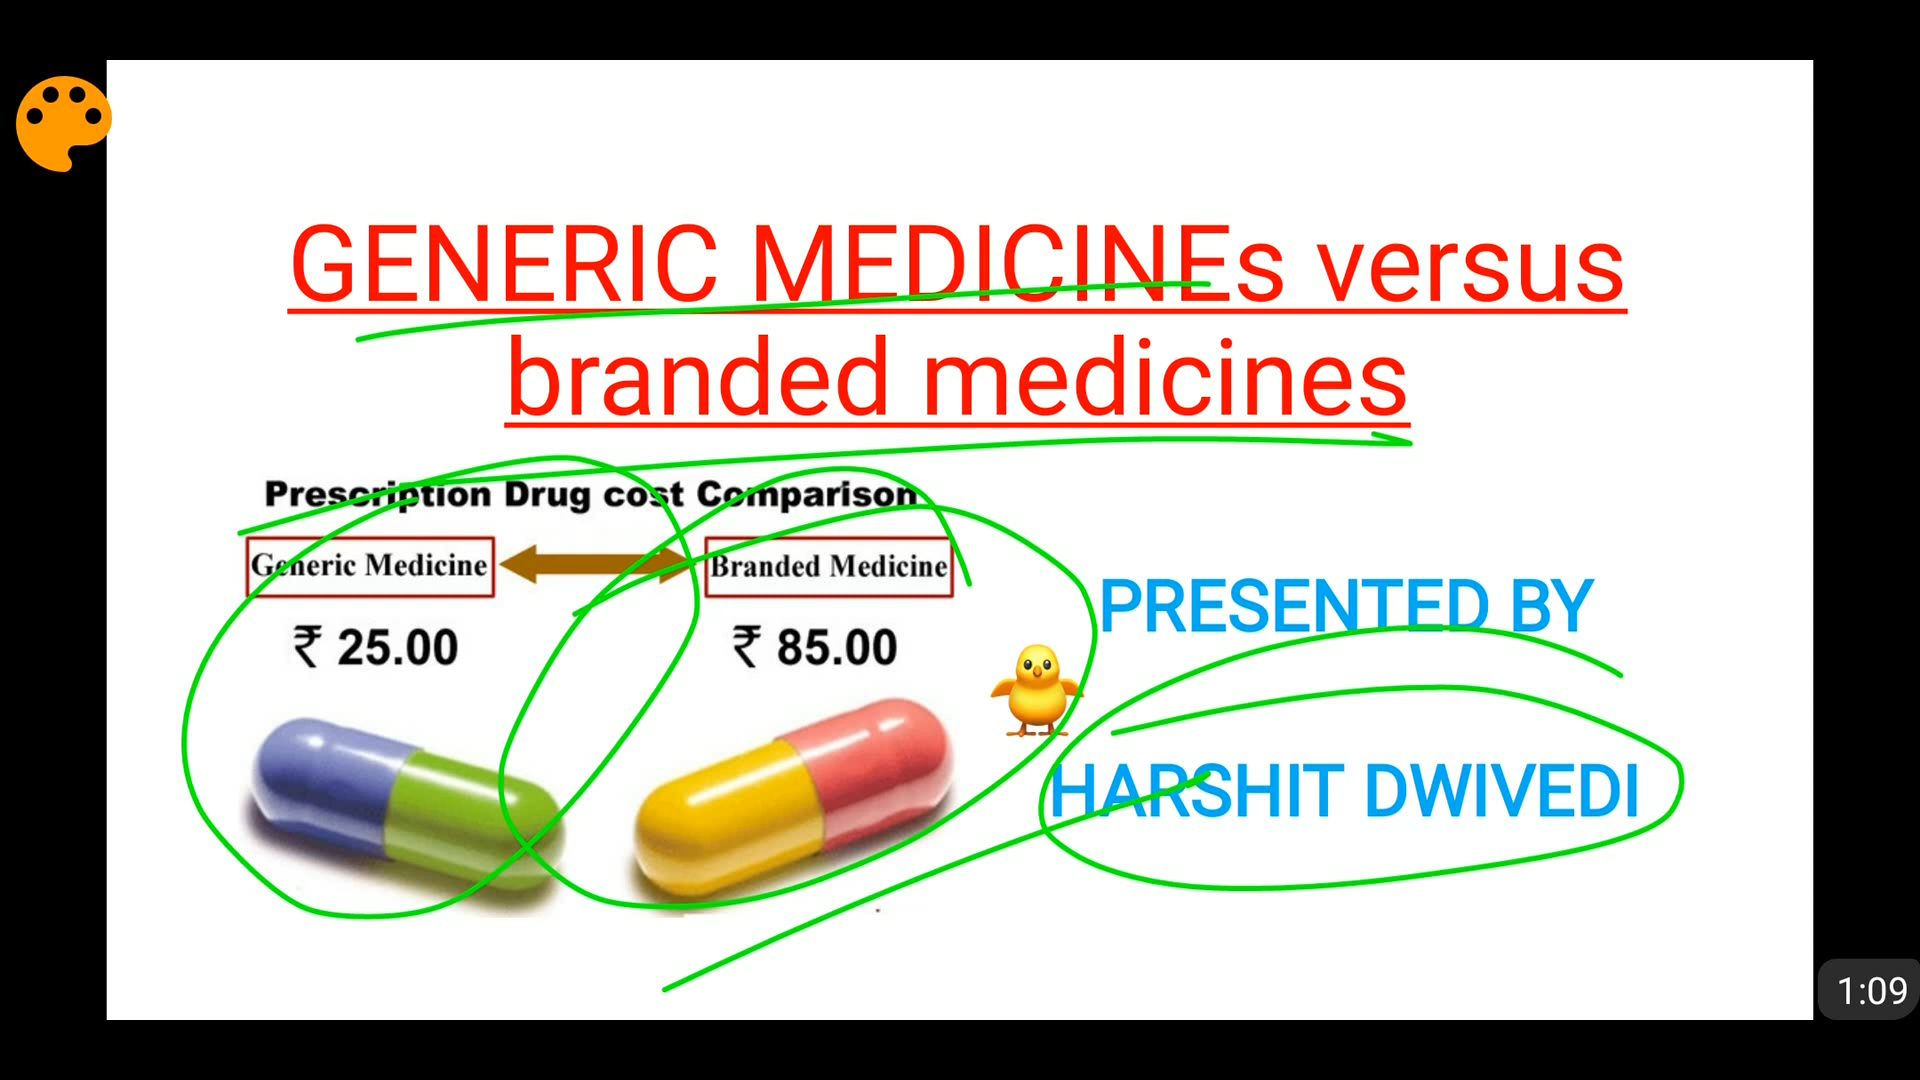 GENERIC MEDICINEs versus
branded medicines
Prescription Drug cost Comparison
Generic Medicine
Branded Medicine
₹ 25.00
₹ 85.00
PRESENTED BY
HARSHIT DWIVEDI
1:09